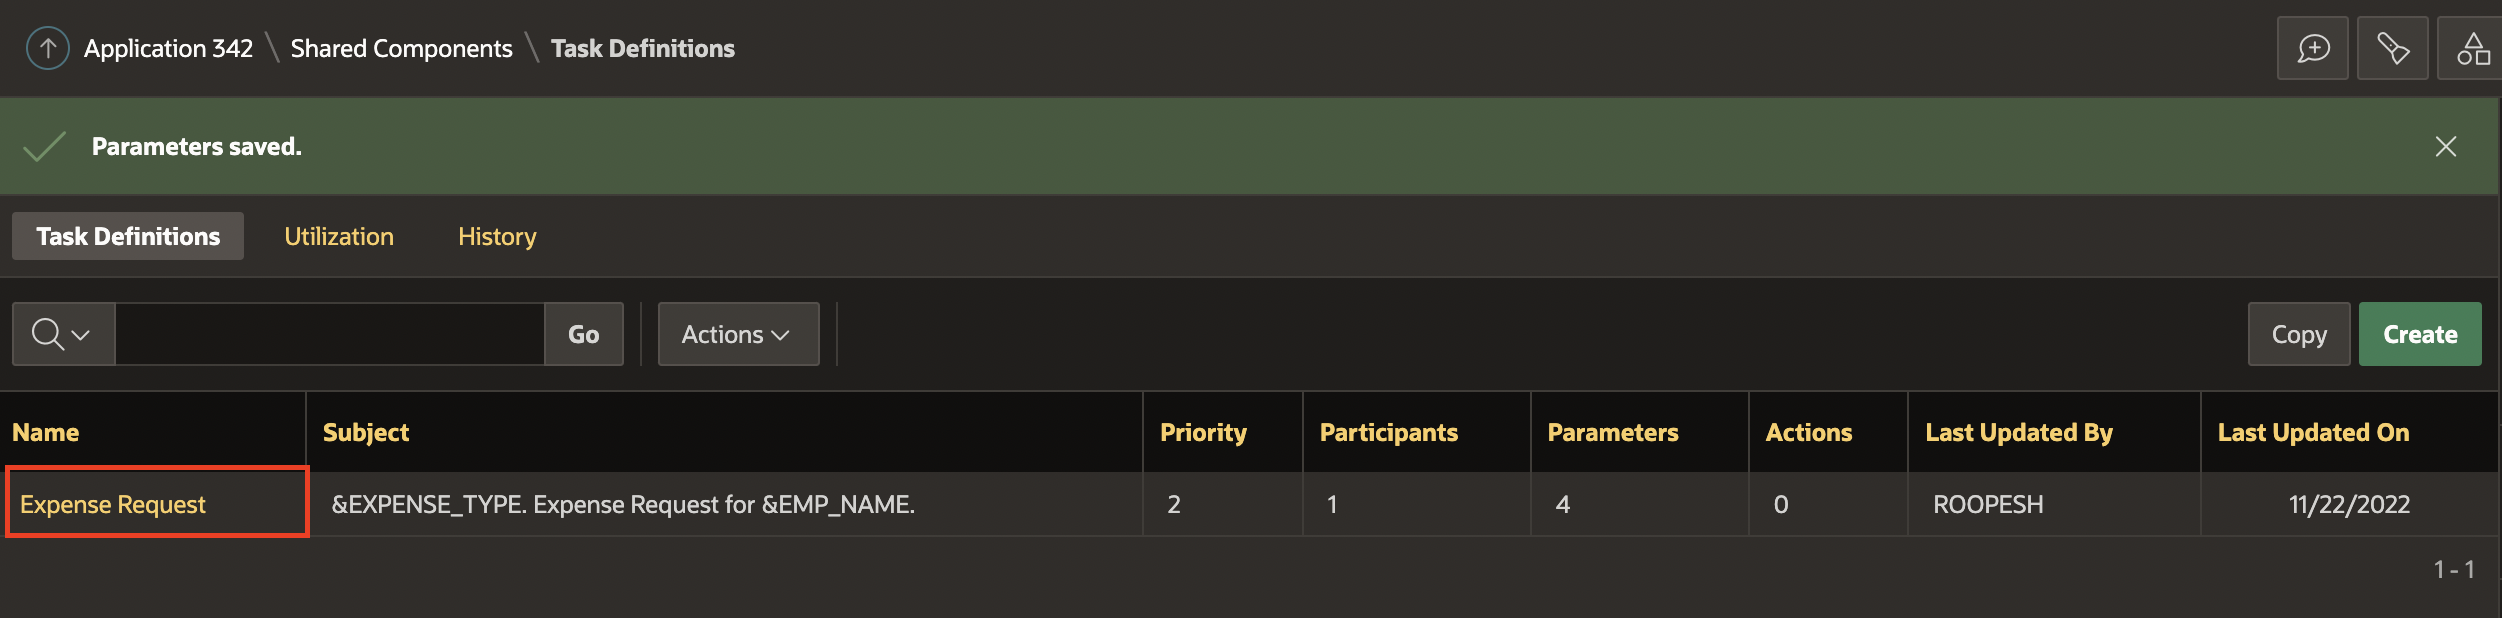 Application 342 \ Shared Components \ Task Definitions
Parameters saved.
Task Definitions Utilization History
Go Actions Copy Create
Name Subject Priority Participants Parameters Actions Last Updated By Last Updated On
Expense Request &EXPENSE_TYPE. Expense Request for &EMP_NAME. 2 1 4 0 ROOPESH 11/22/2022
1 - 1